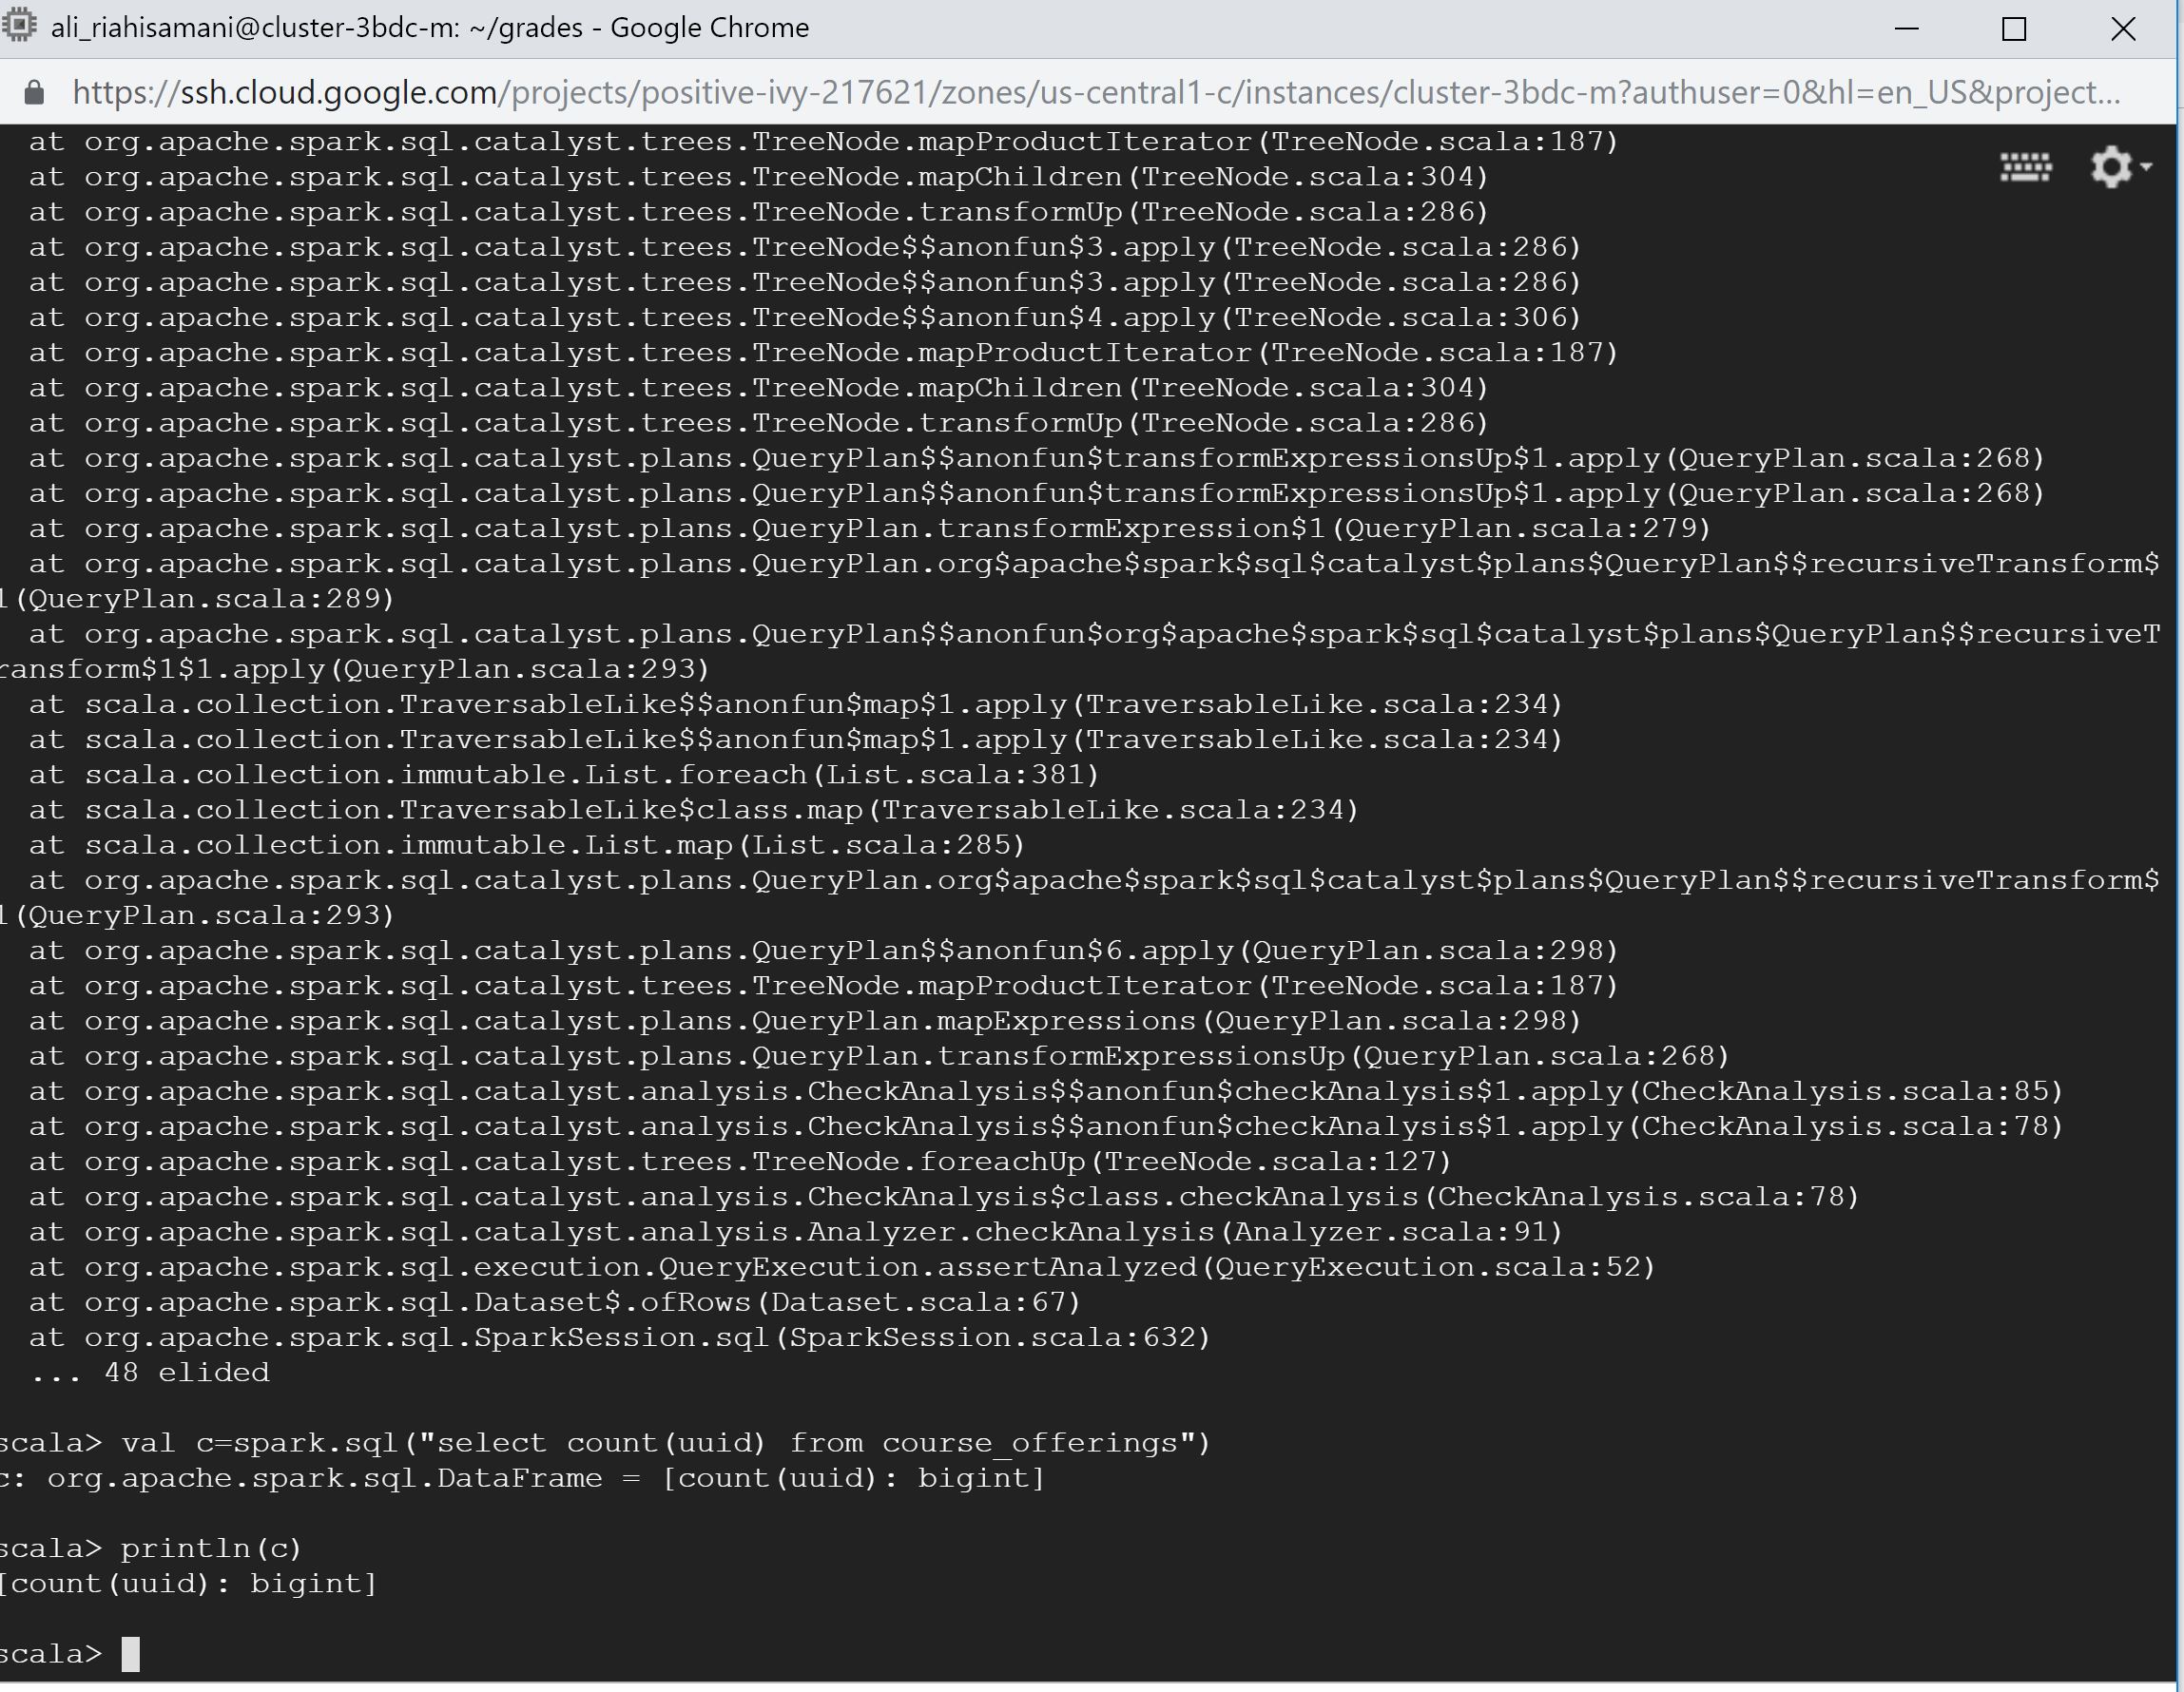 ali_riahisamani@cluster-3bdc-m: ~/grades - Google Chrome
https://ssh.cloud.google.com/projects/positive-ivy-217621/zones/us-central1-c/instances/cluster-3bdc-m?authuser=0&hl=en_US&project...
at org.apache.spark.sql.catalyst.trees.TreeNode.mapProductIterator(TreeNode.scala:187)
at org.apache.spark.sql.catalyst.trees.TreeNode.mapChildren(TreeNode.scala:304)
at org.apache.spark.sql.catalyst.trees.TreeNode.transformUp(TreeNode.scala:286)
at org.apache.spark.sql.catalyst.trees.TreeNode$$anonfun$3.apply(TreeNode.scala:286)
at org.apache.spark.sql.catalyst.trees.TreeNode$$anonfun$3.apply(TreeNode.scala:286)
at org.apache.spark.sql.catalyst.trees.TreeNode$$anonfun$4.apply(TreeNode.scala:306)
at org.apache.spark.sql.catalyst.trees.TreeNode.mapProductIterator(TreeNode.scala:187)
at org.apache.spark.sql.catalyst.trees.TreeNode.mapChildren(TreeNode.scala:304)
at org.apache.spark.sql.catalyst.trees.TreeNode.transformUp(TreeNode.scala:286)
at org.apache.spark.sql.catalyst.plans.QueryPlan$$anonfun$transformExpressionsUp$1.apply(QueryPlan.scala:268)
at org.apache.spark.sql.catalyst.plans.QueryPlan$$anonfun$transformExpressionsUp$1.apply(QueryPlan.scala:268)
at org.apache.spark.sql.catalyst.plans.QueryPlan.transformExpression$1(QueryPlan.scala:279)
at org.apache.spark.sql.catalyst.plans.QueryPlan.org$apache$spark$sql$catalyst$plans$QueryPlan$$recursiveTransform$
1(QueryPlan.scala:289)
at org.apache.spark.sql.catalyst.plans.QueryPlan$$anonfun$org$apache$spark$sql$catalyst$plans$QueryPlan$$recursiveT
ransform$1$1.apply(QueryPlan.scala:293)
at scala.collection.TraversableLike$$anonfun$map$1.apply(TraversableLike.scala:234)
at scala.collection.TraversableLike$$anonfun$map$1.apply(TraversableLike.scala:234)
at scala.collection.immutable.List.foreach(List.scala:381)
at scala.collection.TraversableLike$class.map(TraversableLike.scala:234)
at scala.collection.immutable.List.map(List.scala:285)
at org.apache.spark.sql.catalyst.plans.QueryPlan.org$apache$spark$sql$catalyst$plans$QueryPlan$$recursiveTransform$
1(QueryPlan.scala:293)
at org.apache.spark.sql.catalyst.plans.QueryPlan$$anonfun$6.apply(QueryPlan.scala:298)
at org.apache.spark.sql.catalyst.trees.TreeNode.mapProductIterator(TreeNode.scala:187)
at org.apache.spark.sql.catalyst.plans.QueryPlan.mapExpressions(QueryPlan.scala:298)
at org.apache.spark.sql.catalyst.plans.QueryPlan.transformExpressionsUp(QueryPlan.scala:268)
at org.apache.spark.sql.catalyst.analysis.CheckAnalysis$$anonfun$checkAnalysis$1.apply(CheckAnalysis.scala:85)
at org.apache.spark.sql.catalyst.analysis.CheckAnalysis$$anonfun$checkAnalysis$1.apply(CheckAnalysis.scala:78)
at org.apache.spark.sql.catalyst.trees.TreeNode.foreachUp(TreeNode.scala:127)
at org.apache.spark.sql.catalyst.analysis.CheckAnalysis$class.checkAnalysis(CheckAnalysis.scala:78)
at org.apache.spark.sql.catalyst.analysis.Analyzer.checkAnalysis(Analyzer.scala:91)
at org.apache.spark.sql.execution.QueryExecution.assertAnalyzed(QueryExecution.scala:52)
at org.apache.spark.sql.Dataset$.ofRows(Dataset.scala:67)
at org.apache.spark.sql.SparkSession.sql(SparkSession.scala:632)
... 48 elided
scala> val c=spark.sql("select count(uuid) from course_offerings")
c: org.apache.spark.sql.DataFrame = [count(uuid): bigint]
scala> println(c)
[count(uuid): bigint]
scala>